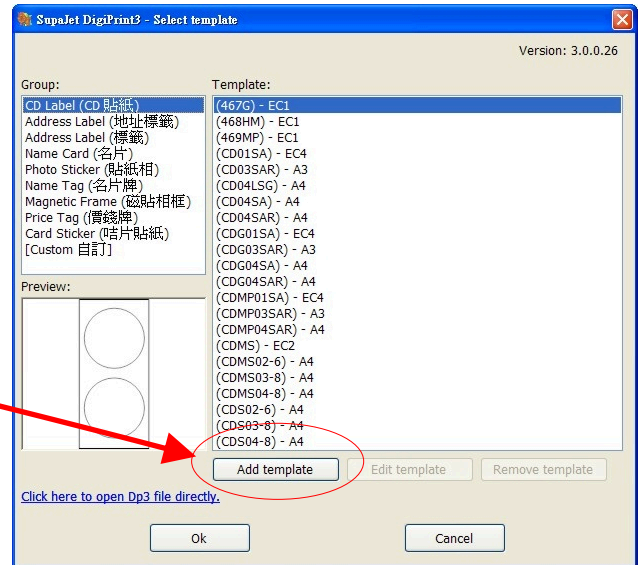 SupaJet DigiPrint3 - Select template
Version: 3.0.0.26
Group:
CD Label (CD 貼紙)
Address Label (地址標籤)
Address Label (標籤)
Name Card (名片)
Photo Sticker (貼紙相)
Name Tag (名片牌)
Magnetic Frame (磁貼相框)
Price Tag (價錢牌)
Card Sticker (咭片貼紙)
[Custom 自訂]
Template:
(467G) - EC1
(468HM) - EC1
(469MP) - EC1
(CD01SA) - EC4
(CD03SAR) - A3
(CD04LSG) - A4
(CD04SA) - A4
(CD04SAR) - A4
(CDG01SA) - EC4
(CDG03SAR) - A3
(CDG04SA) - A4
(CDG04SAR) - A4
(CDMP01SA) - EC4
(CDMP03SAR) - A3
(CDMP04SAR) - A4
(CDMS) - EC2
(CDMS02-6) - A4
(CDMS03-8) - A4
(CDMS04-8) - A4
(CDS02-6) - A4
(CDS03-8) - A4
(CDS04-8) - A4
Preview:
Add template
Edit template
Remove template
Click here to open Dp3 file directly.
Ok
Cancel